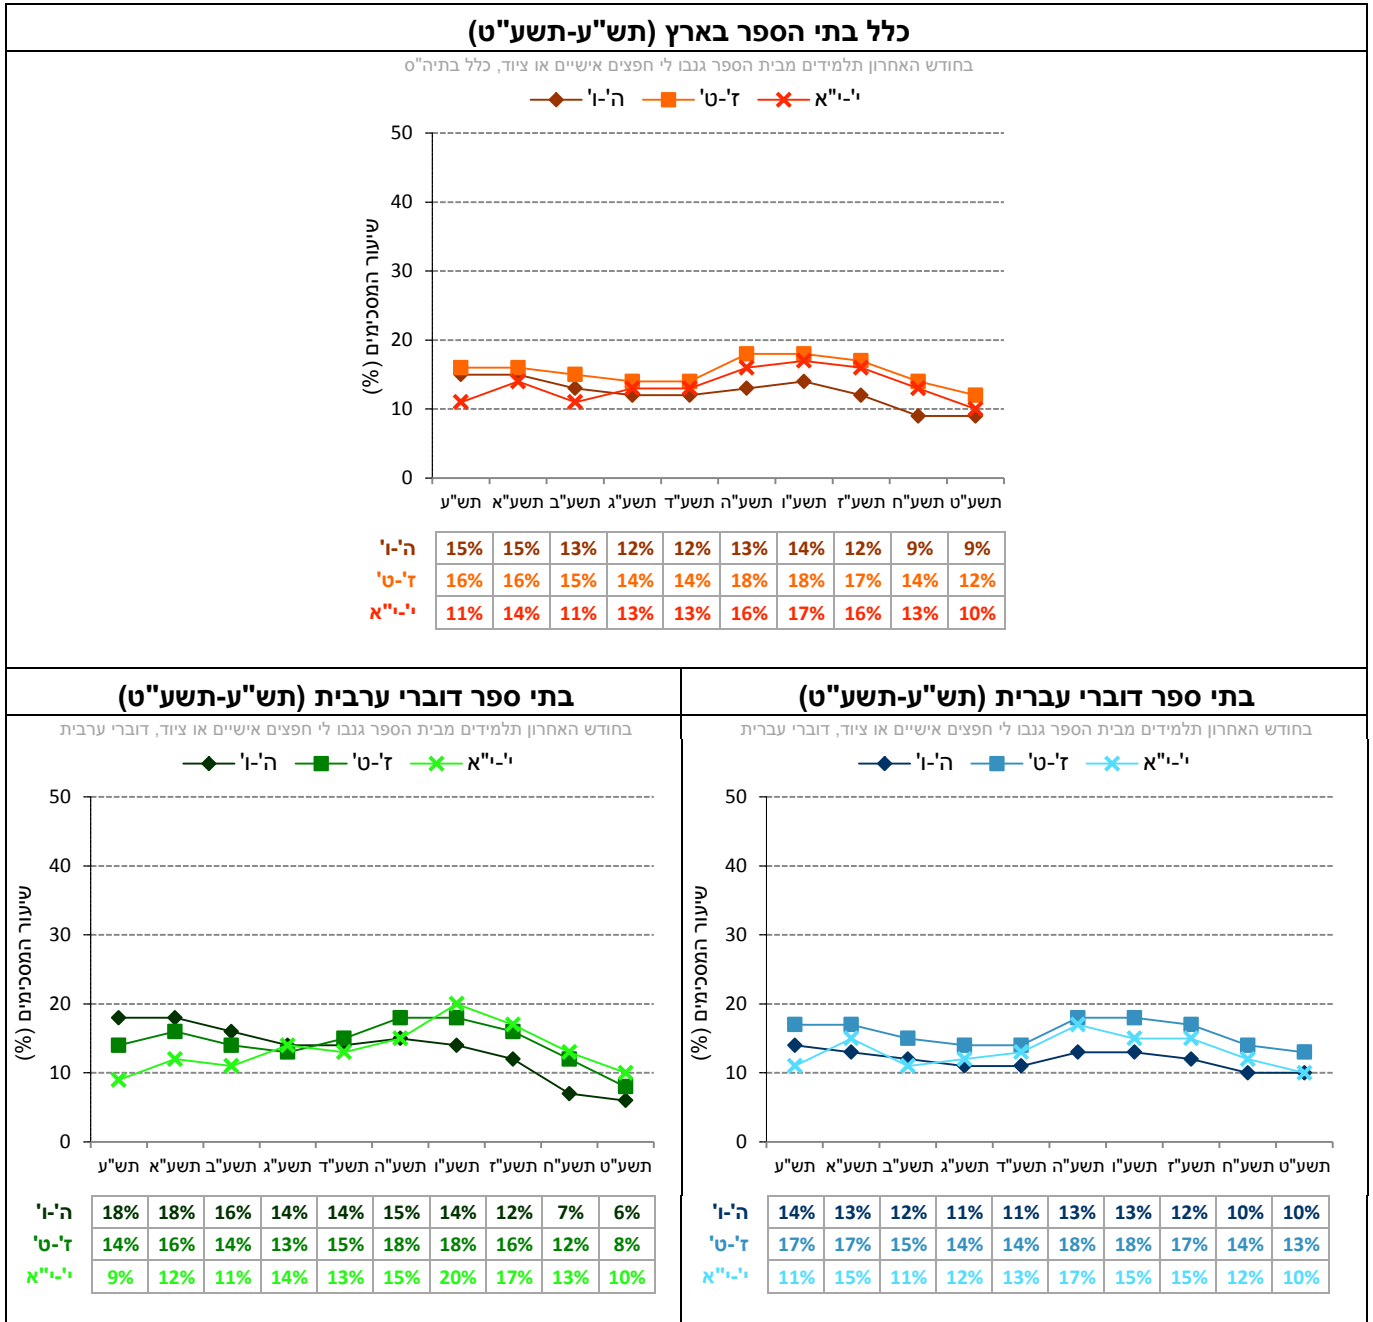 כלל בתי הספר בארץ (תש"ע-תשע"ט)
בחודש האחרון תלמידים מבית הספר גנבו לי חפצים אישיים או ציוד, כלל בתיה"ס
ה'-ו' ז'-ט' י'-י"א
שיעור המסכימים (%)
50
40
30
20
10
0
תש"ע תשע"א תשע"ב תשע"ג תשע"ד תשע"ה תשע"ו תשע"ז תשע"ח תשע"ט
ה'-ו' 15% 15% 13% 12% 12% 13% 14% 12% 9% 9%
ז'-ט' 16% 16% 15% 14% 14% 18% 18% 17% 14% 12%
י'-י"א 11% 14% 11% 13% 13% 16% 17% 16% 13% 10%
בתי ספר דוברי עברית (תש"ע-תשע"ט)
בחודש האחרון תלמידים מבית הספר גנבו לי חפצים אישיים או ציוד, דוברי עברית
ה'-ו' ז'-ט' י'-י"א
שיעור המסכימים (%)
50
40
30
20
10
0
תש"ע תשע"א תשע"ב תשע"ג תשע"ד תשע"ה תשע"ו תשע"ז תשע"ח תשע"ט
ה'-ו' 14% 13% 12% 11% 11% 13% 13% 12% 10% 10%
ז'-ט' 17% 17% 15% 14% 14% 18% 18% 17% 14% 13%
י'-י"א 11% 15% 11% 12% 13% 17% 15% 15% 12% 10%
בתי ספר דוברי ערבית (תש"ע-תשע"ט)
בחודש האחרון תלמידים מבית הספר גנבו לי חפצים אישיים או ציוד, דוברי ערבית
ה'-ו' ז'-ט' י'-י"א
שיעור המסכימים (%)
50
40
30
20
10
0
תש"ע תשע"א תשע"ב תשע"ג תשע"ד תשע"ה תשע"ו תשע"ז תשע"ח תשע"ט
ה'-ו' 18% 18% 16% 14% 14% 15% 14% 12% 7% 6%
ז'-ט' 14% 16% 14% 13% 15% 18% 18% 16% 12% 8%
י'-י"א 9% 12% 11% 14% 13% 15% 20% 17% 13% 10%